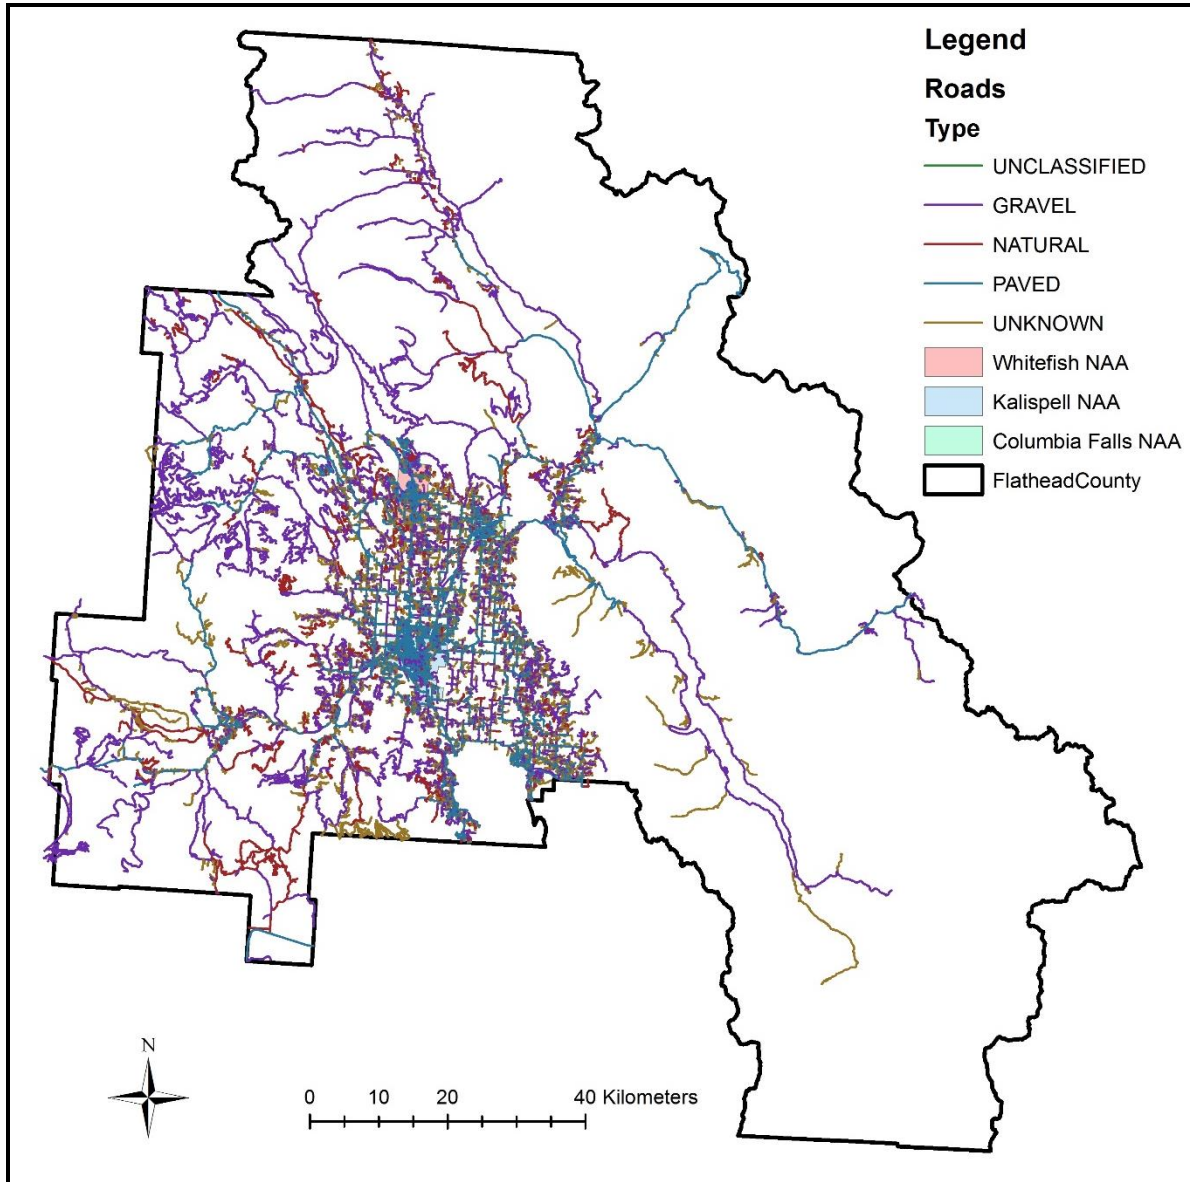 Legend
Roads
Type
UNCLASSIFIED
GRAVEL
NATURAL
PAVED
UNKNOWN
Whitefish NAA
Kalispell NAA
Columbia Falls NAA
FlatheadCounty
N
0 10 20 40 Kilometers